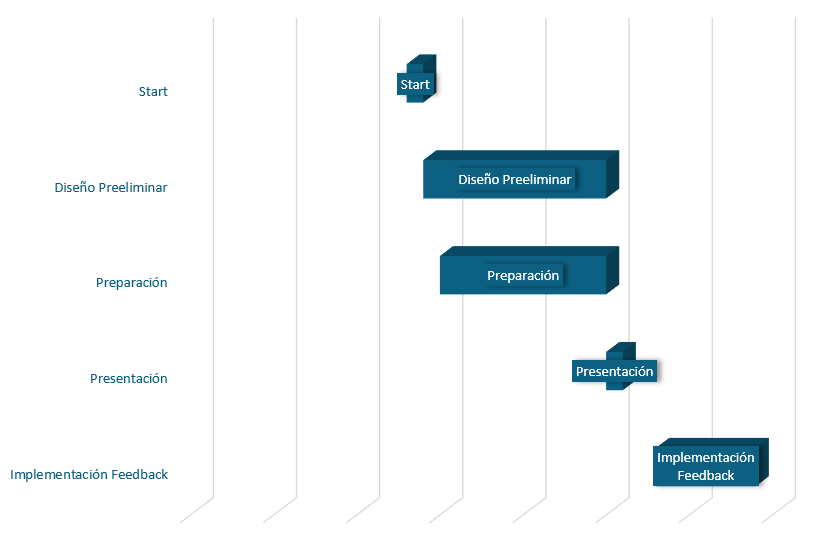 Start
Start
Diseño Preeliminar
Diseño Preeliminar
Preparación
Preparación
Presentación
Presentación
Implementación Feedback
Implementación
Feedback